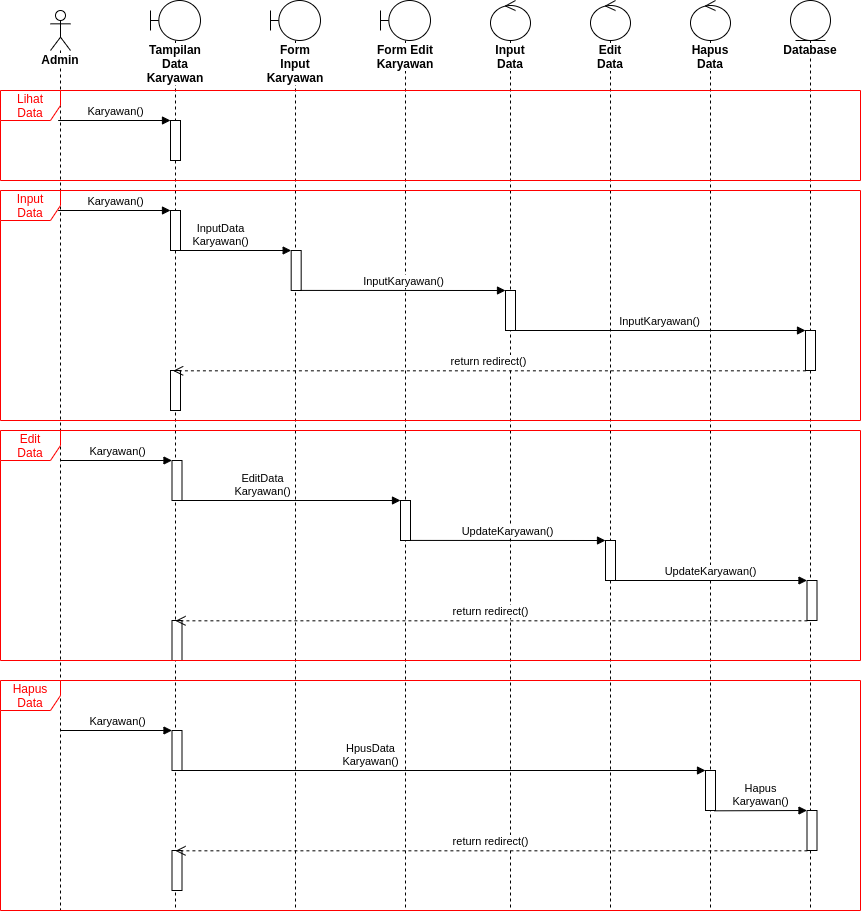 Admin
Tampilan
Data
Karyawan
Form
Input
Karyawan
Form Edit
Karyawan
Input
Data
Edit
Data
Hapus
Data
Database
Lihat
Data
Karyawan()
Input
Data
Karyawan()
InputData
Karyawan()
InputKaryawan()
InputKaryawan()
return redirect()
Edit
Data
Karyawan()
EditData
Karyawan()
UpdateKaryawan()
UpdateKaryawan()
return redirect()
Hapus
Data
Karyawan()
HpusData
Karyawan()
Hapus
Karyawan()
return redirect()